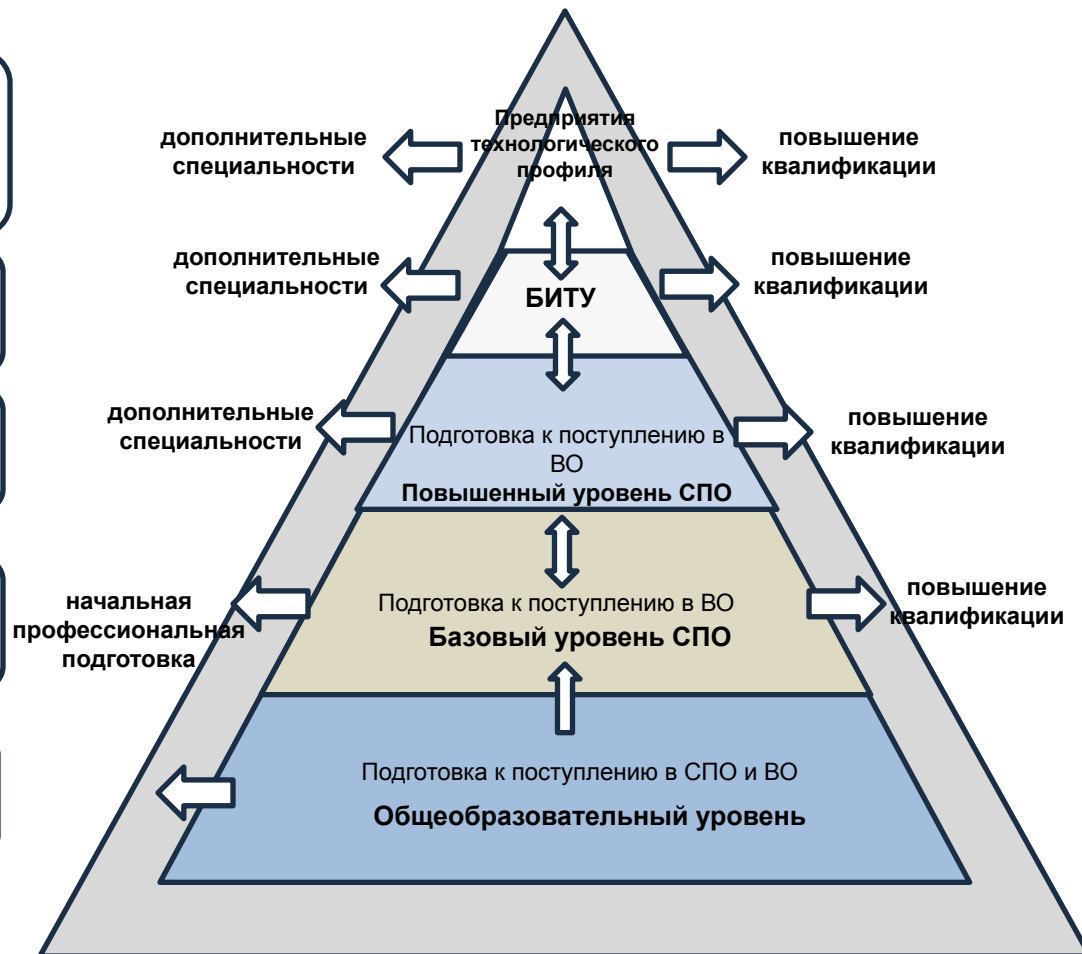 Предприятия
технологического
профиля
дополнительные
специальности
повышение
квалификации
дополнительные
специальности
БИТУ
повышение
квалификации
дополнительные
специальности
Подготовка к поступлению в
ВО
Повышенный уровень СПО
повышение
квалификации
начальная
профессиональная
подготовка
Подготовка к поступлению в ВО
Базовый уровень СПО
повышение
квалификации
Подготовка к поступлению в СПО и ВО
Общеобразовательный уровень